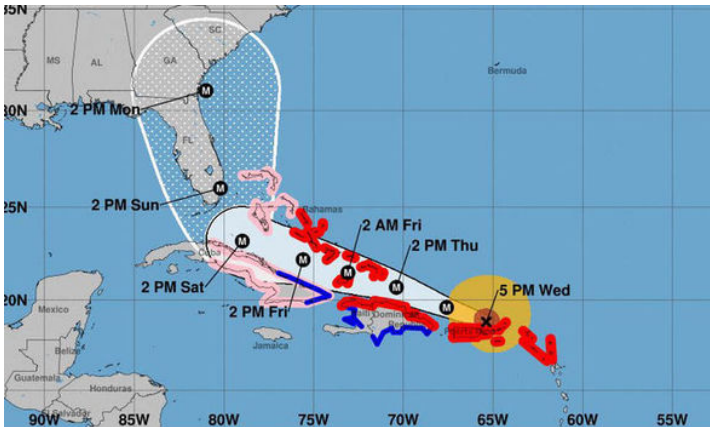 35N
SC
MS
AL
GA
Bermuda
2 PM Mon
30N
FL
2 PM Sun
25N
Bahamas
2 AM Fri
2 PM Thu
Cuba
2 PM Sat
2 PM Fri
5 PM Wed
20N
Mexico
Haiti
Dominican
Republic
Puerto Rico
Jamaica
Belize
Guatemala
Honduras
El Salvador
90W
85W
80W
75W
70W
65W
60W
55W
M
M
M
M
M
M
M